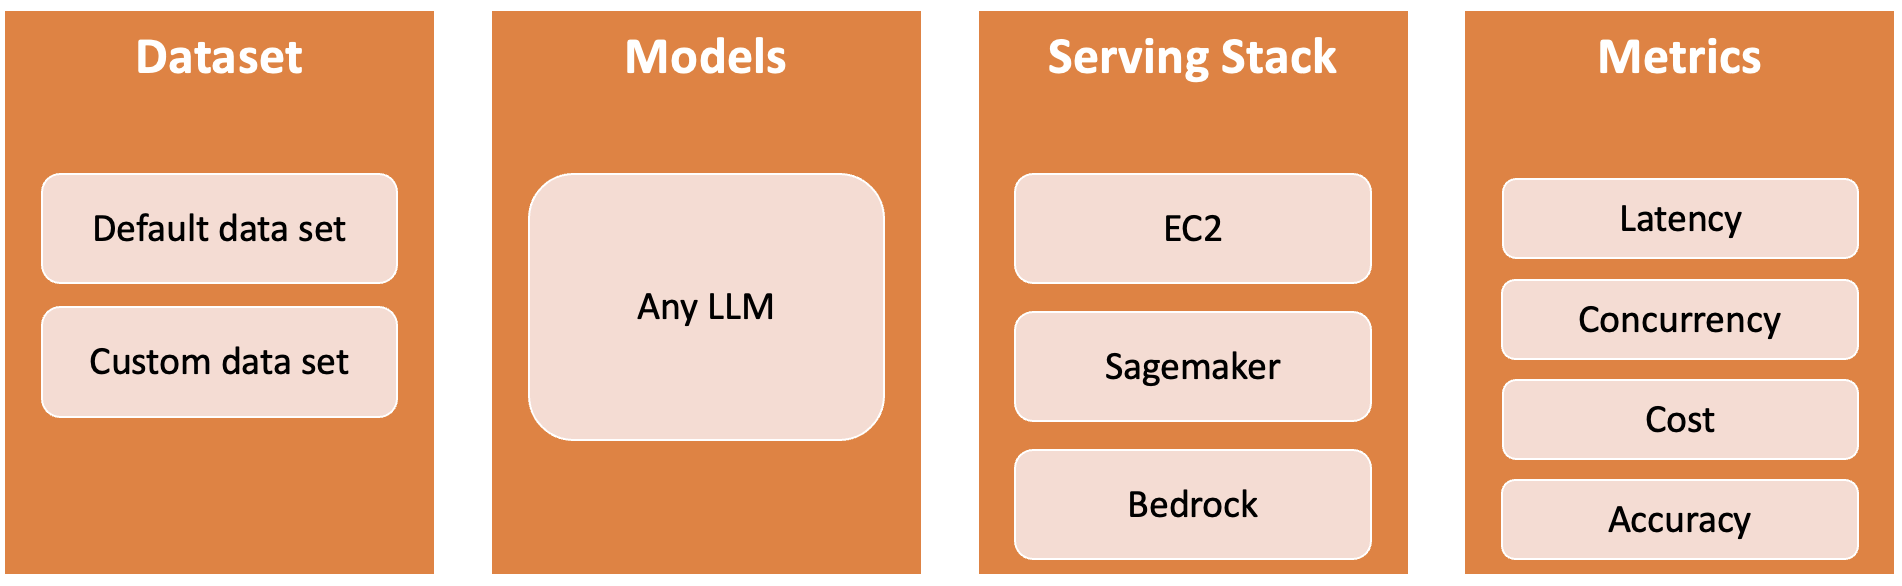 Dataset
Default data set
Custom data set
Models
Any LLM
Serving Stack
EC2
Sagemaker
Bedrock
Metrics
Latency
Concurrency
Cost
Accuracy